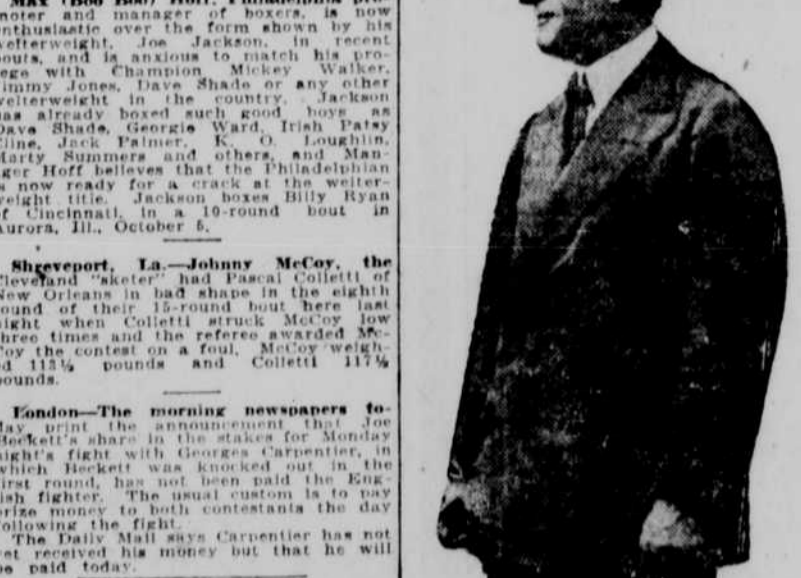 Max (Boo Boo) Hoff, Philadelphia pro-
moter and manager of boxers, is now
enthusiastic over the form shown by his
welterweight, Joe Jackson, in recent
bouts, and is anxious to match his pro-
ege with Champion Mickey Walker,
Jimmy Jones, Dave Shade or any other
welterweight in the country. Jackson
has already boxed such good boys as
Dave Shade, Georgie Ward, Irish Patsy
Cline, Jack Palmer, K. O. Loughlin,
Marty Summers and others, and Man-
ager Hoff believes that the Philadelphian
is now ready for a crack at the welter-
weight title. Jackson boxes Billy Ryan
of Cincinnati, in a 10-round bout in
Aurora, Ill., October 5.
Shreveport, La.—Johnny McCoy, the
Cleveland "sketer" had Pascal Colletti of
New Orleans in bad shape in the eighth
round of their 15-round bout here last
night when Colletti struck McCoy low
three times and the referee awarded Mc-
Coy the contest on a foul. McCoy weigh-
ed 113½ pounds and Colletti 117½
pounds.
London—The morning newspapers to-
day print the announcement that Joe
Beckett's share in the stakes for Monday
night's fight with Georges Carpentier, in
which Beckett was knocked out in the
first round, has not been paid the Eng-
lish fighter. The usual custom is to pay
prize money to both contestants the day
following the fight.
The Daily Mail says Carpentier has not
yet received his money but that he will
be paid today.